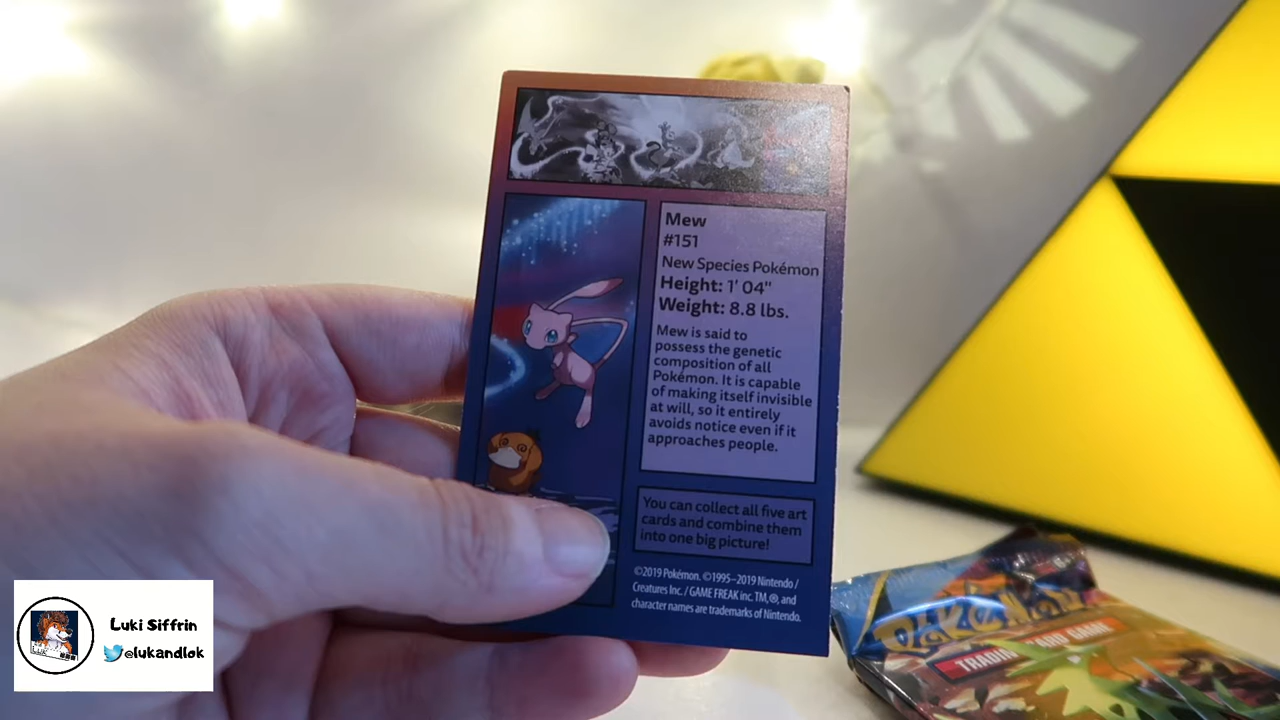 Mew
#151
New Species Pokémon
Height: 1' 04"
Weight: 8.8 lbs.
Mew is said to
possess the genetic
composition of all
Pokémon. It is capable
of making itself invisible
at will, so it entirely
avoids notice even if it
approaches people.
You can collect all five art
cards and combine them
into one big picture!
©2019 Pokémon. ©1995–2019 Nintendo /
Creatures Inc. / GAME FREAK inc. TM, ®, and
character names are trademarks of Nintendo.
POKéMON
TRADING CARD GAME
Luki Siffrin
@lukandlok